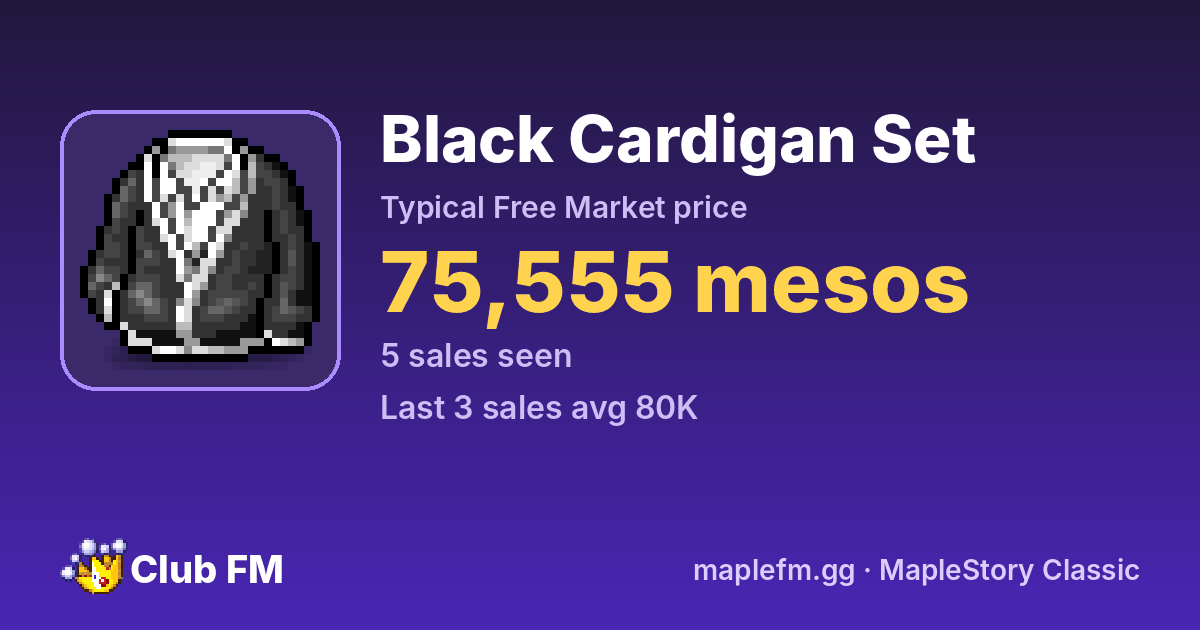 Black Cardigan Set
Typical Free Market price
75,555 mesos
5 sales seen
Last 3 sales avg 80K
Club FM
maplefm.gg · MapleStory Classic